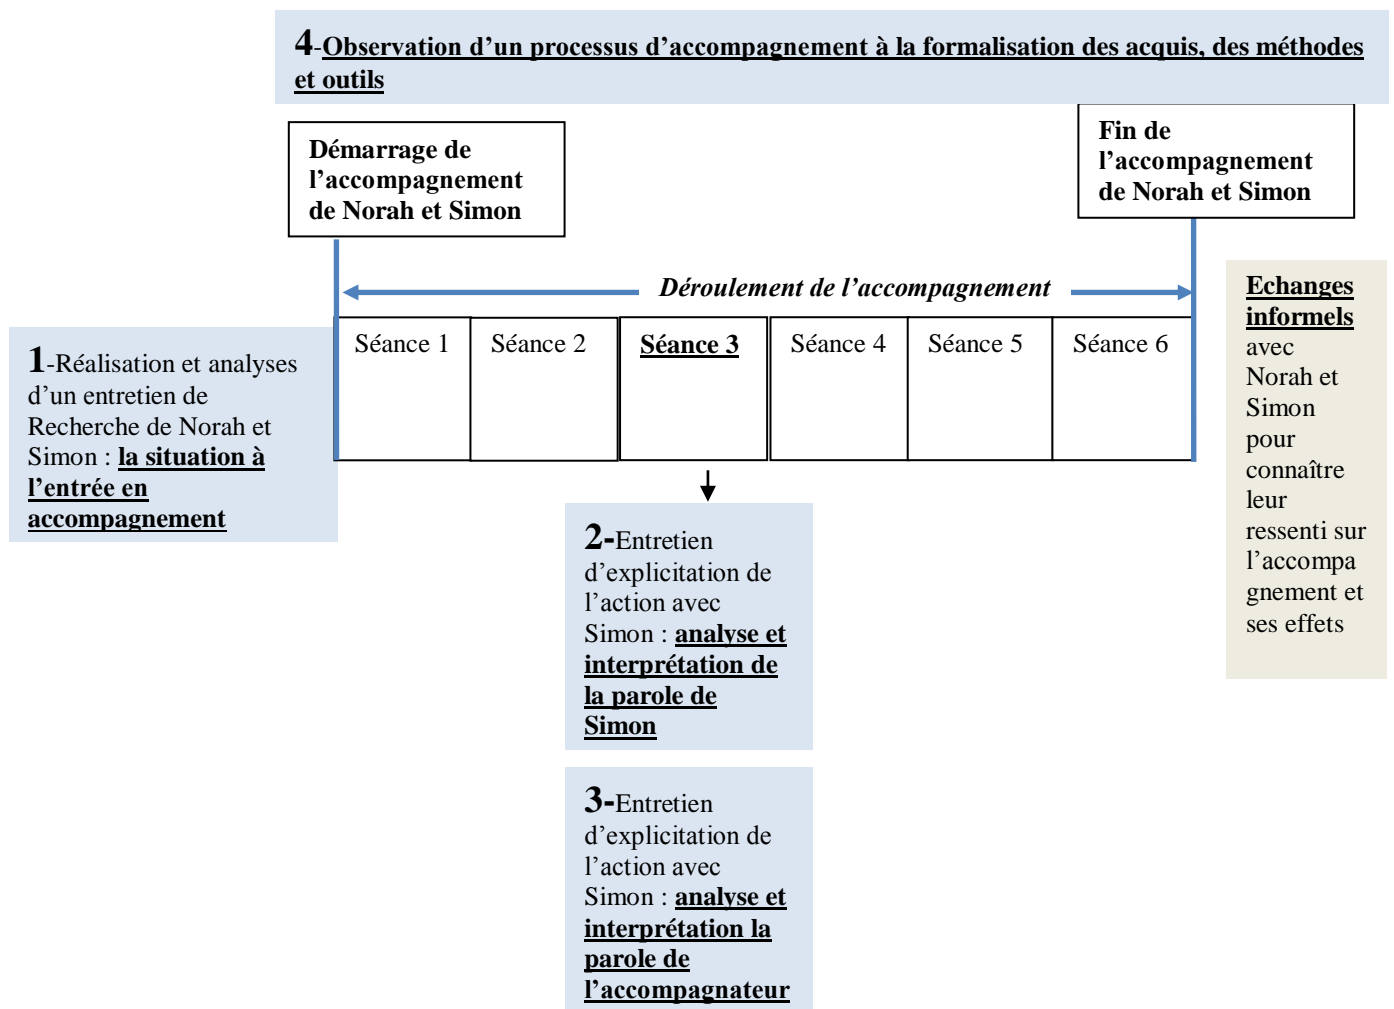 4-Observation d’un processus d’accompagnement à la formalisation des acquis, des méthodes
et outils
Démarrage de
l’accompagnement
de Norah et Simon
Fin de
l’accompagnement
de Norah et Simon
Déroulement de l’accompagnement
Séance 1
Séance 2
Séance 3
Séance 4
Séance 5
Séance 6
1-Réalisation et analyses
d’un entretien de
Recherche de Norah et
Simon : la situation à
l’entrée en
accompagnement
2-Entretien
d’explicitation de
l’action avec
Simon : analyse et
interprétation de
la parole de
Simon
3-Entretien
d’explicitation de
l’action avec
Simon : analyse et
interprétation la
parole de
l’accompagnateur
Echanges
informels
avec
Norah et
Simon
pour
connaître
leur
ressenti sur
l’accompa
gnement et
ses effets